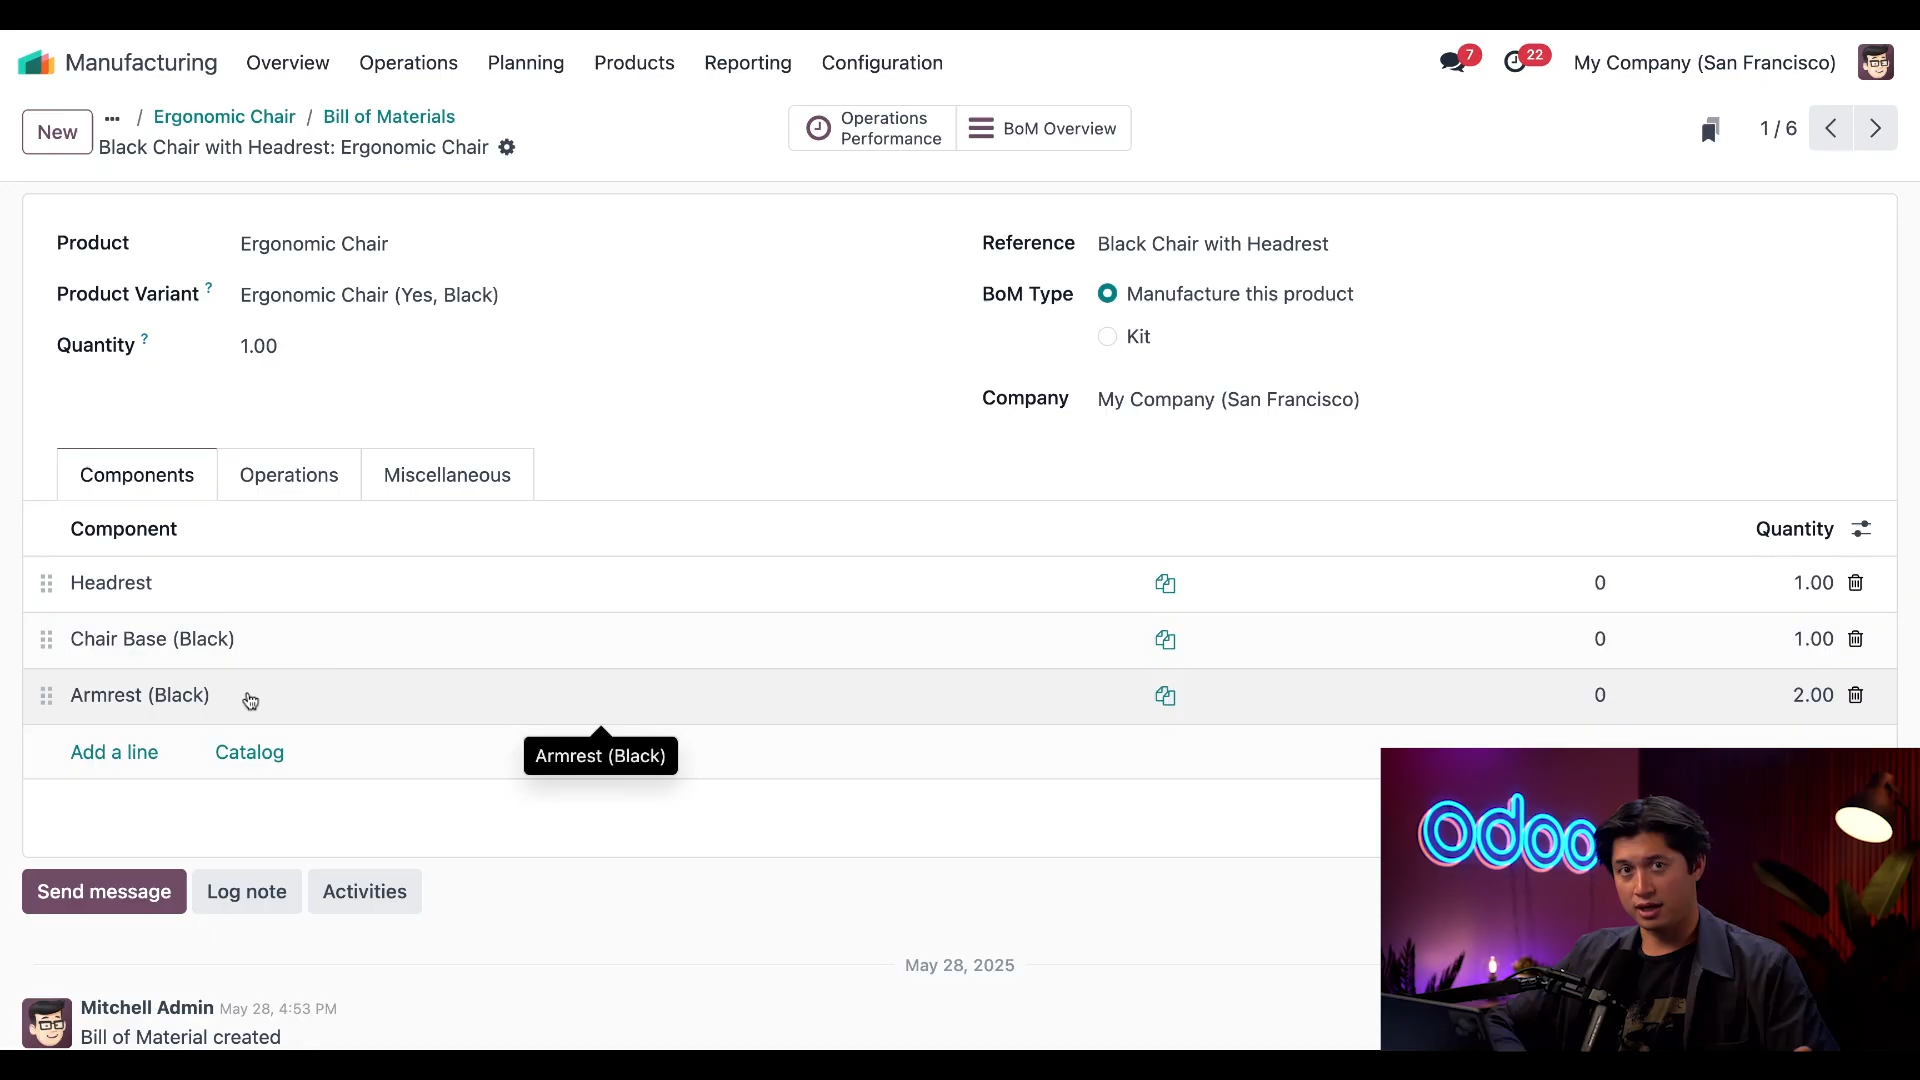 Manufacturing Overview Operations Planning Products Reporting Configuration 7 22 My Company (San Francisco)
New ... / Ergonomic Chair / Bill of Materials
Black Chair with Headrest: Ergonomic Chair
Operations
Performance
BoM Overview
1 / 6
Product Ergonomic Chair
Product Variant ? Ergonomic Chair (Yes, Black)
Quantity ? 1.00
Reference Black Chair with Headrest
BoM Type Manufacture this product
Kit
Company My Company (San Francisco)
Components Operations Miscellaneous
Component Quantity
Headrest 0 1.00
Chair Base (Black) 0 1.00
Armrest (Black) 0 2.00
Add a line Catalog
Armrest (Black)
odoo
Send message Log note Activities
May 28, 2025
Mitchell Admin May 28, 4:53 PM
Bill of Material created